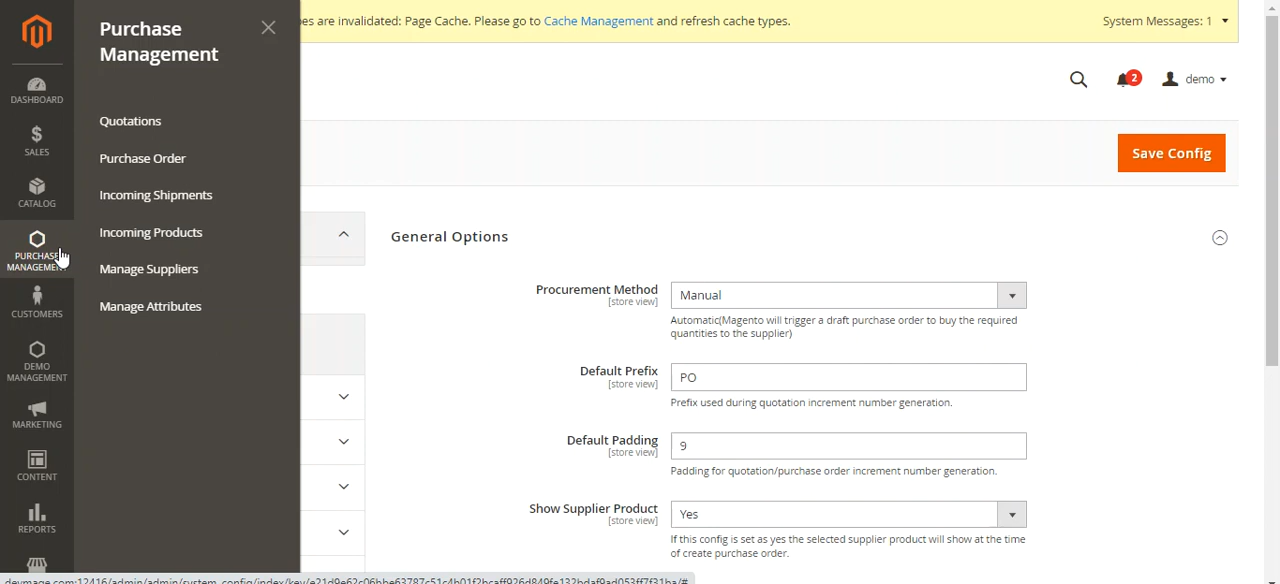 es are invalidated: Page Cache. Please go to Cache Management and refresh cache types.
System Messages: 1
Purchase
Management
DASHBOARD
SALES
CATALOG
PURCHASE
MANAGEMENT
CUSTOMERS
DEMO
MANAGEMENT
MARKETING
CONTENT
REPORTS
Quotations
Purchase Order
Incoming Shipments
Incoming Products
Manage Suppliers
Manage Attributes
2
demo
Save Config
General Options
Procurement Method
[store view]
Manual
Automatic(Magento will trigger a draft purchase order to buy the required
quantities to the supplier)
Default Prefix
[store view]
PO
Prefix used during quotation increment number generation.
Default Padding
[store view]
9
Padding for quotation/purchase order increment number generation.
Show Supplier Product
[store view]
Yes
If this config is set as yes the selected supplier product will show at the time
of create purchase order.